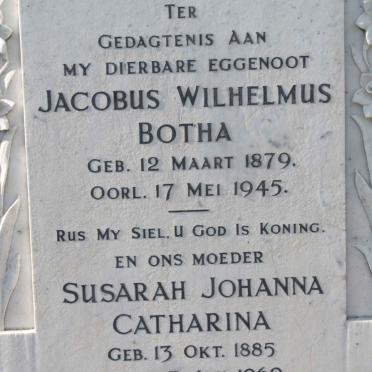 TER
GEDAGTENIS AAN
MY DIERBARE EGGENOOT
JACOBUS WILHELMUS
BOTHA
GEB. 12 MAART 1879.
OORL. 17 MEI 1945.
RUS MY SIEL, U GOD IS KONING.
EN ONS MOEDER
SUSARAH JOHANNA
CATHARINA
GEB. 13 OKT. 1885